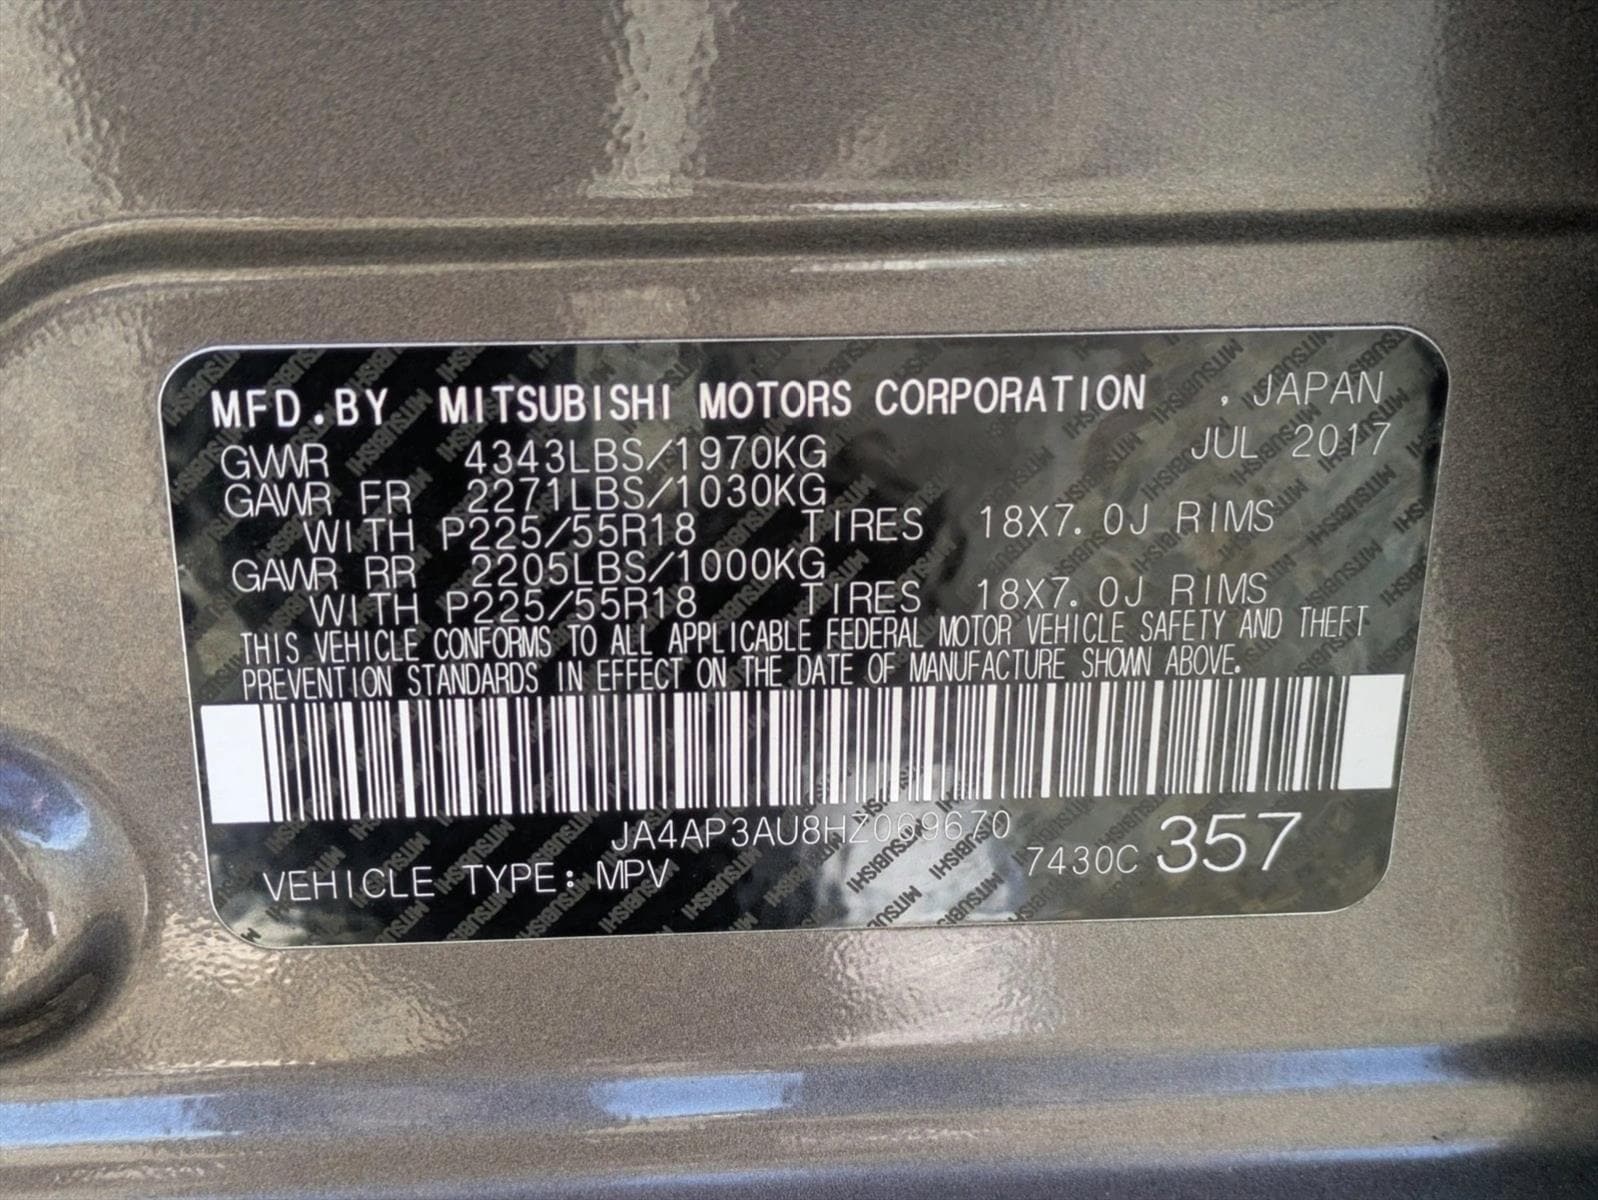 MFD.BY MITSUBISHI MOTORS CORPORATION , JAPAN
GVWR 4343LBS/1970KG JUL 2017
GAWR FR 2271LBS/1030KG
WITH P225/55R18 TIRES 18X7.0J RIMS
GAWR RR 2205LBS/1000KG
WITH P225/55R18 TIRES 18X7.0J RIMS
THIS VEHICLE CONFORMS TO ALL APPLICABLE FEDERAL MOTOR VEHICLE SAFETY AND THEFT
PREVENTION STANDARDS IN EFFECT ON THE DATE OF MANUFACTURE SHOWN ABOVE.
JA4AP3AU8HZ069670
VEHICLE TYPE: MPV 7430C 357